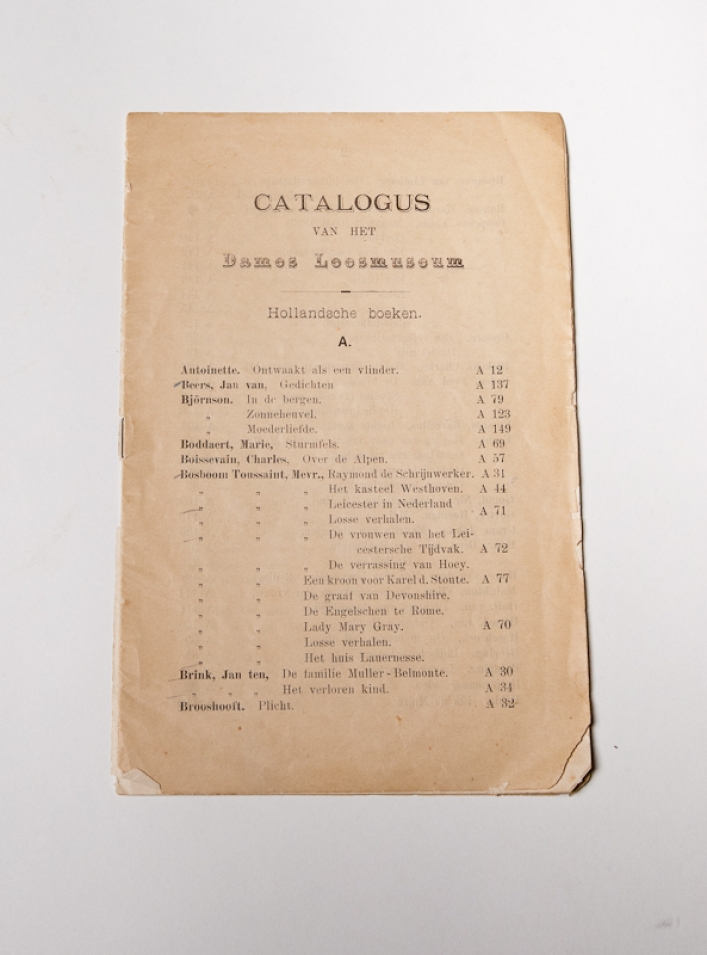 CATALOGUS
VAN HET
Dames Leesmuseum
Hollandsche boeken.
A.
Antoinette. Ontwaakt als een vlinder. A 12
Beers, Jan van, Gedichten A 137
Björnson. In de bergen. A 79
„ Zonneheuvel. A 123
„ Moederliefde. A 149
Boddaert, Marie, Sturmfels. A 69
Boissevain, Charles, Over de Alpen. A 57
Bosboom Toussaint, Mevr., Raymond de Schrijnwerker. A 31
„ „ „ Het kasteel Westhoven. A 44
„ „ „ Leicester in Nederland A 71
„ „ „ Losse verhalen.
„ „ „ De vrouwen van het Lei-
cestersche Tijdvak. A 72
„ „ „ De verrassing van Hoey.
„ „ Een kroon voor Karel d. Stoute. A 77
„ „ De graaf van Devonshire.
„ „ De Engelschen te Rome.
„ „ Lady Mary Gray. A 70
„ „ Losse verhalen.
„ „ Het huis Lauernesse.
Brink, Jan ten, De familie Muller-Belmonte. A 30
„ „ „ Het verloren kind. A 34
Brooshooft. Plicht. A 32